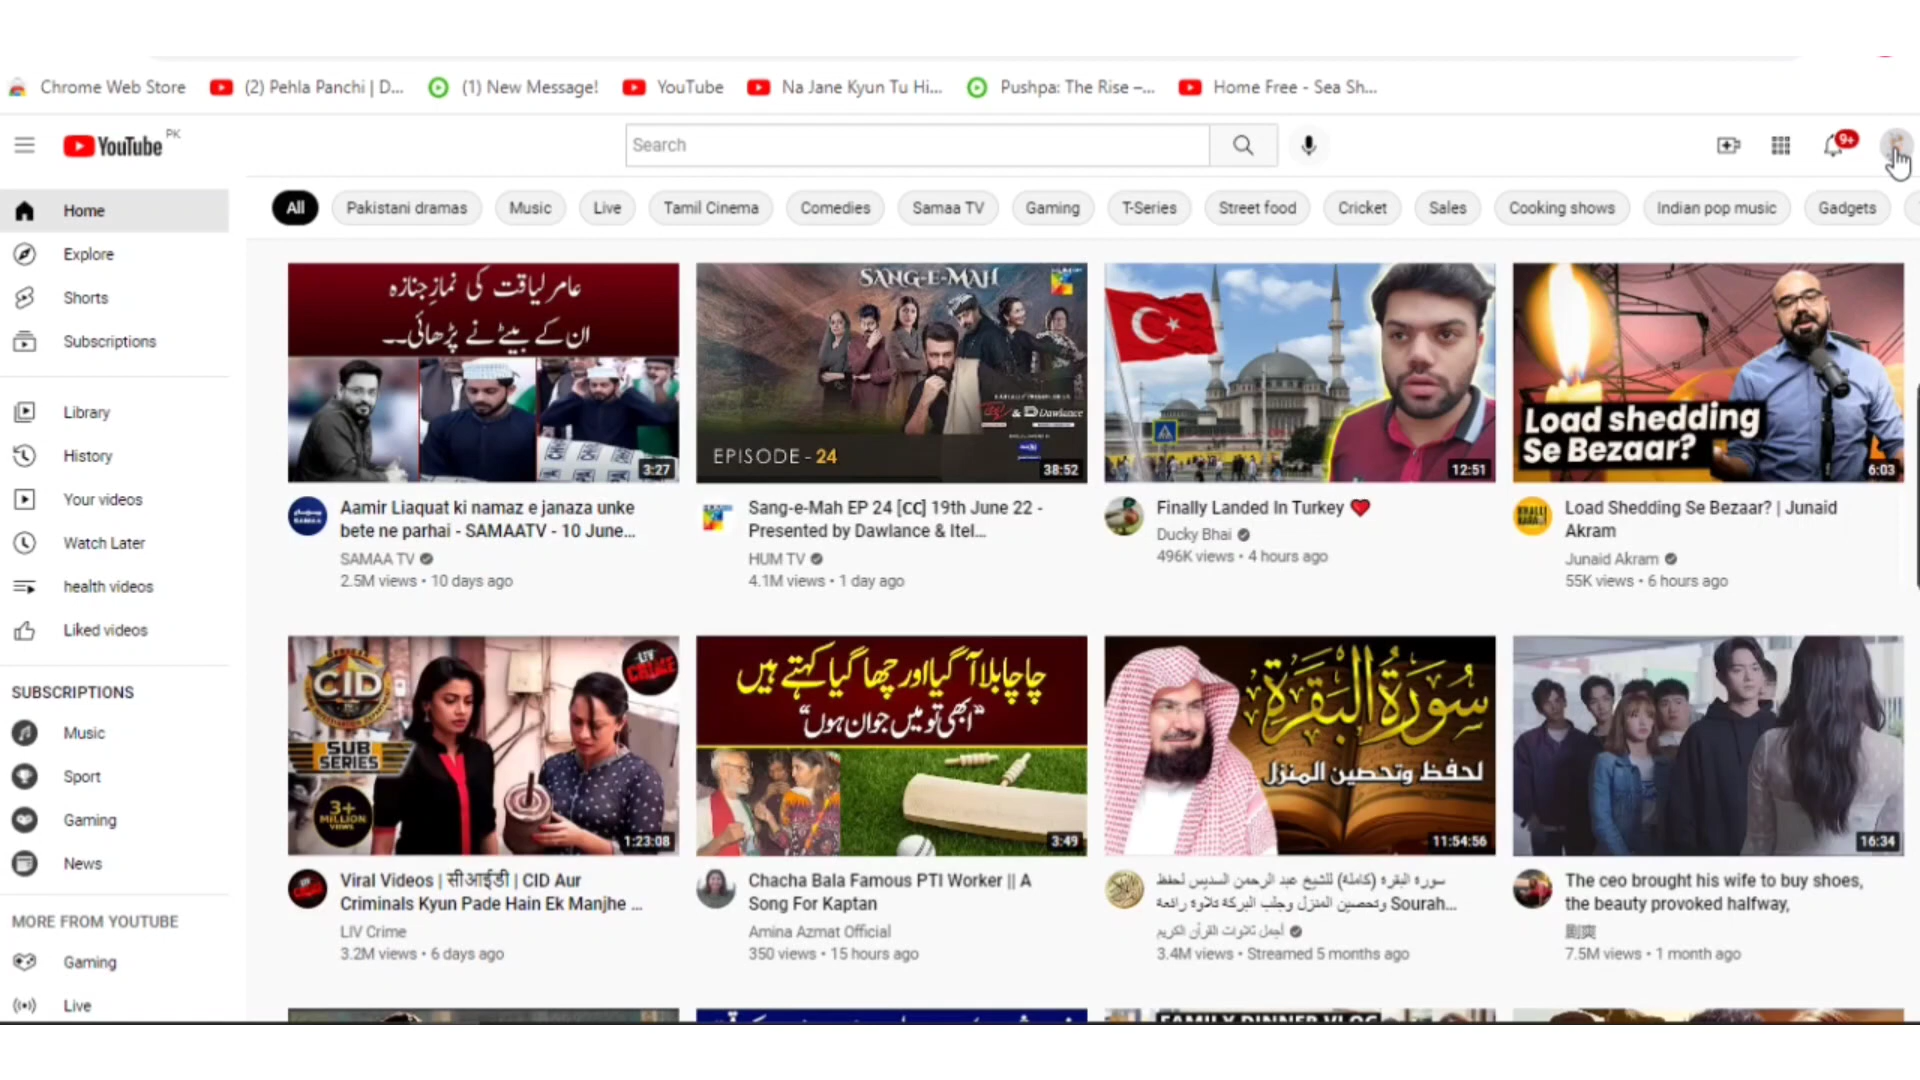 Chrome Web Store (2) Pehla Panchi | D... (1) New Message! YouTube Na Jane Kyun Tu Hi... Pushpa: The Rise –... Home Free - Sea Sh...
YouTube PK
Search
9+
Home
Explore
Shorts
Subscriptions
Library
History
Your videos
Watch Later
health videos
Liked videos
SUBSCRIPTIONS
Music
Sport
Gaming
News
MORE FROM YOUTUBE
Gaming
Live
All Pakistani dramas Music Live Tamil Cinema Comedies Samaa TV Gaming T-Series Street food Cricket Sales Cooking shows Indian pop music Gadgets
عامر لیاقت کی نمازِ جنازہ
ان کے بیٹے نے پڑھائی۔۔
3:27
Aamir Liaquat ki namaz e janaza unke
bete ne parhai - SAMAATV - 10 June...
SAMAA TV
2.5M views • 10 days ago
SANG-E-MAH
& Dawlance
EPISODE - 24
38:52
Sang-e-Mah EP 24 [CC] 19th June 22 -
Presented by Dawlance & Itel...
HUM TV
4.1M views • 1 day ago
12:51
Finally Landed In Turkey ❤
Ducky Bhai
496K views • 4 hours ago
Load shedding
Se Bezaar?
6:03
Load Shedding Se Bezaar? | Junaid
Akram
Junaid Akram
55K views • 6 hours ago
CID
SUB
SERIES
3+
MILLION
VIEWS
LIV
CRIME
1:23:08
Viral Videos | सीआईडी | CID Aur
Criminals Kyun Pade Hain Ek Manjhe ...
LIV Crime
3.2M views • 6 days ago
چاچا بلا آ گیا اور چھا گیا کہتے ہیں
"ابھی تو میں جوان ہوں"
3:49
Chacha Bala Famous PTI Worker || A
Song For Kaptan
Amina Azmat Official
350 views • 15 hours ago
سُورَةُ البَقَرَة
لحفظ وتحصين المنزل
11:54:56
سورة البقرة (كاملة) للشيخ عبد الرحمن السديس لحفظ
وتحصين المنزل وجلب البركة تلاوة رائعة Sourah...
أجمل تلاوات القرآن الكريم
3.4M views • Streamed 5 months ago
16:34
The ceo brought his wife to buy shoes,
the beauty provoked halfway,
剧爽
7.5M views • 1 month ago
FAMILY DINNER VLOG